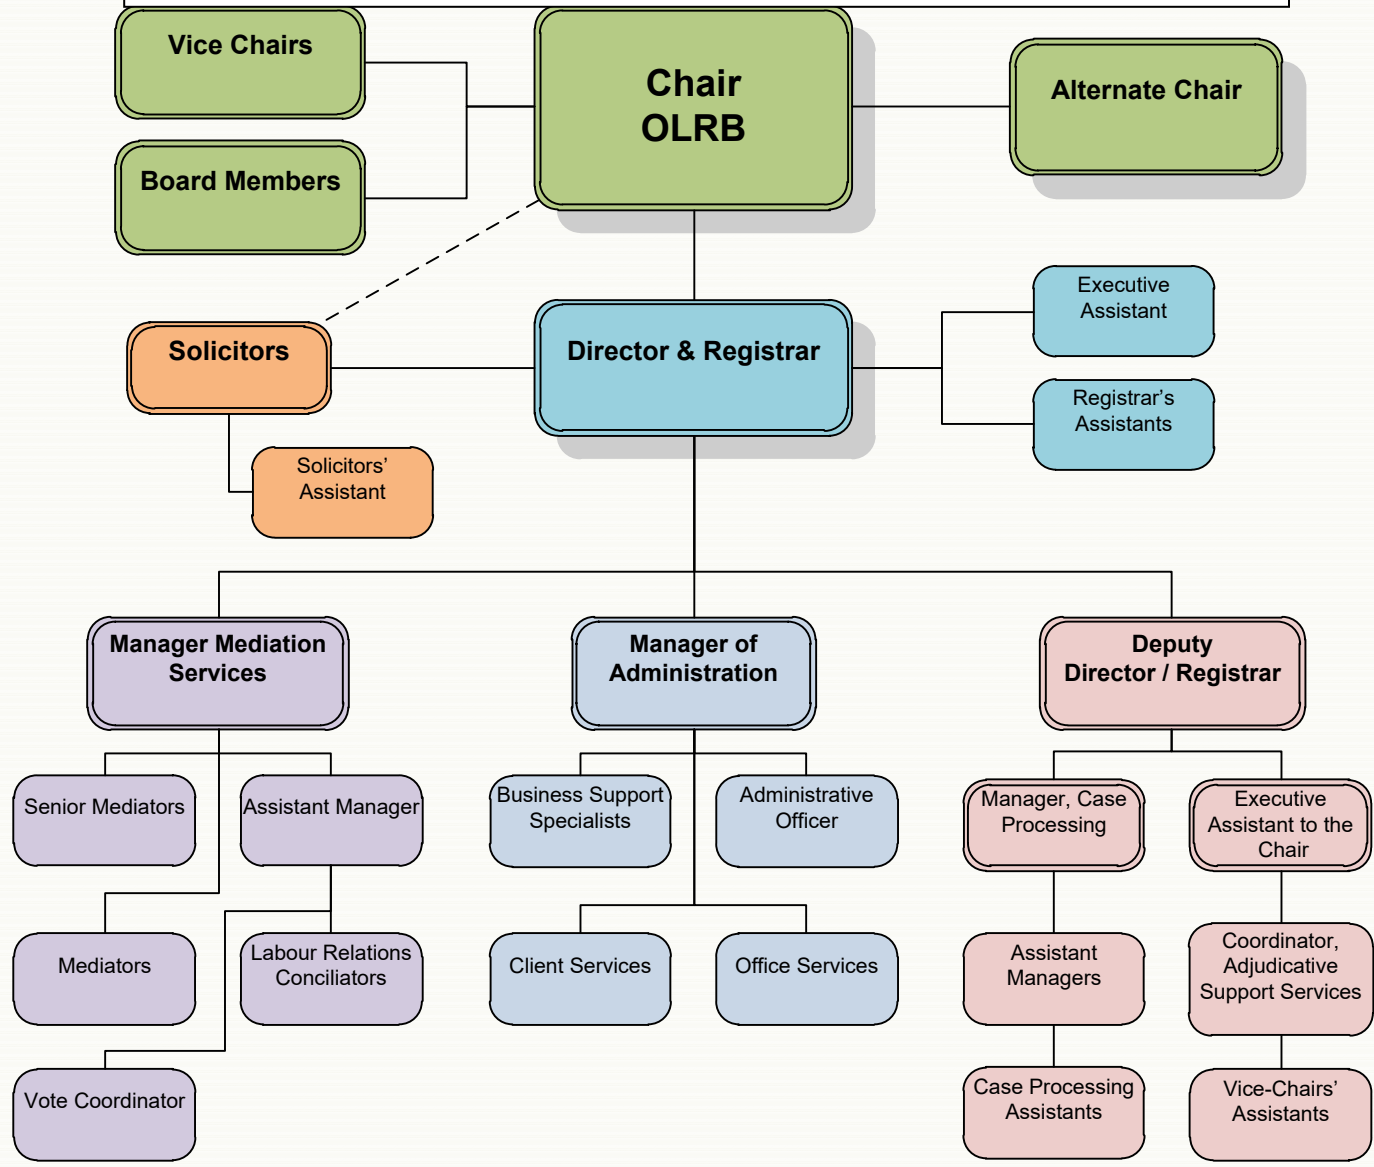 Vice Chairs
Chair
OLRB
Alternate Chair
Board Members
Executive
Assistant
Solicitors
Director & Registrar
Registrar’s
Assistants
Solicitors’
Assistant
Manager Mediation
Services
Manager of
Administration
Deputy
Director / Registrar
Senior Mediators
Assistant Manager
Business Support
Specialists
Administrative
Officer
Manager, Case
Processing
Executive
Assistant to the
Chair
Mediators
Labour Relations
Conciliators
Client Services
Office Services
Assistant
Managers
Coordinator,
Adjudicative
Support Services
Vote Coordinator
Case Processing
Assistants
Vice-Chairs’
Assistants